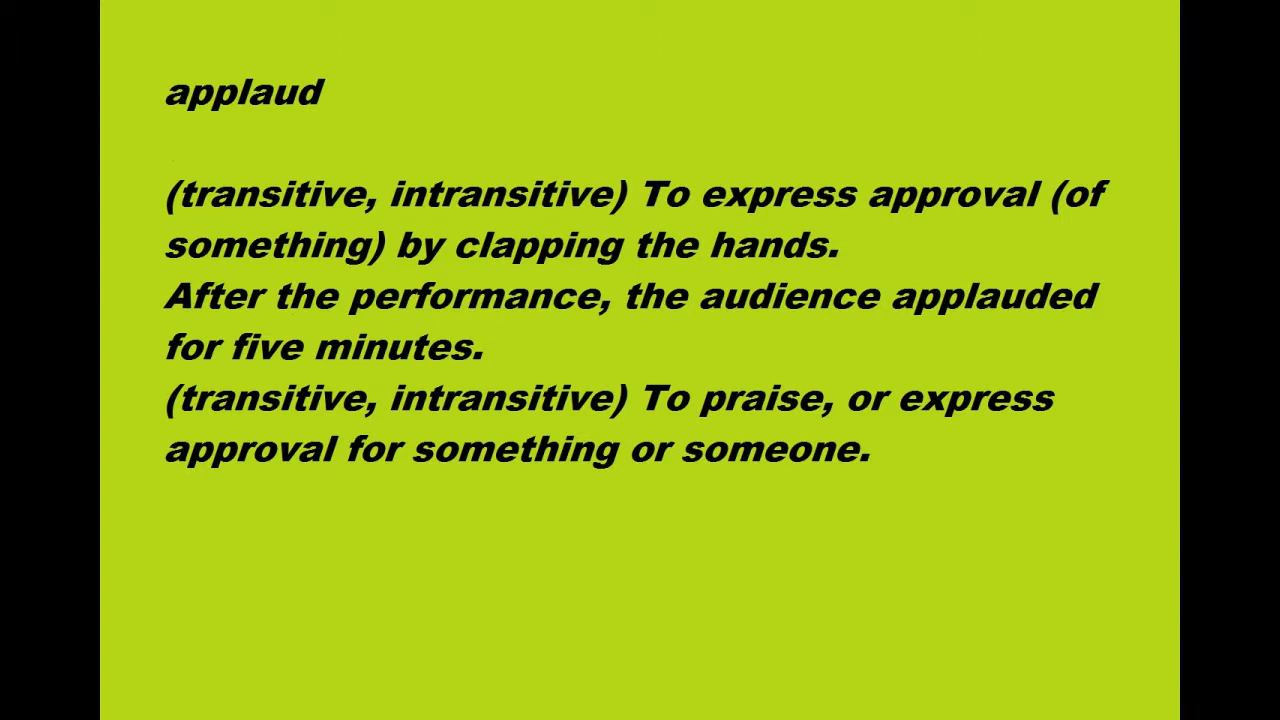 applaud
(transitive, intransitive) To express approval (of
something) by clapping the hands.
After the performance, the audience applauded
for five minutes.
(transitive, intransitive) To praise, or express
approval for something or someone.